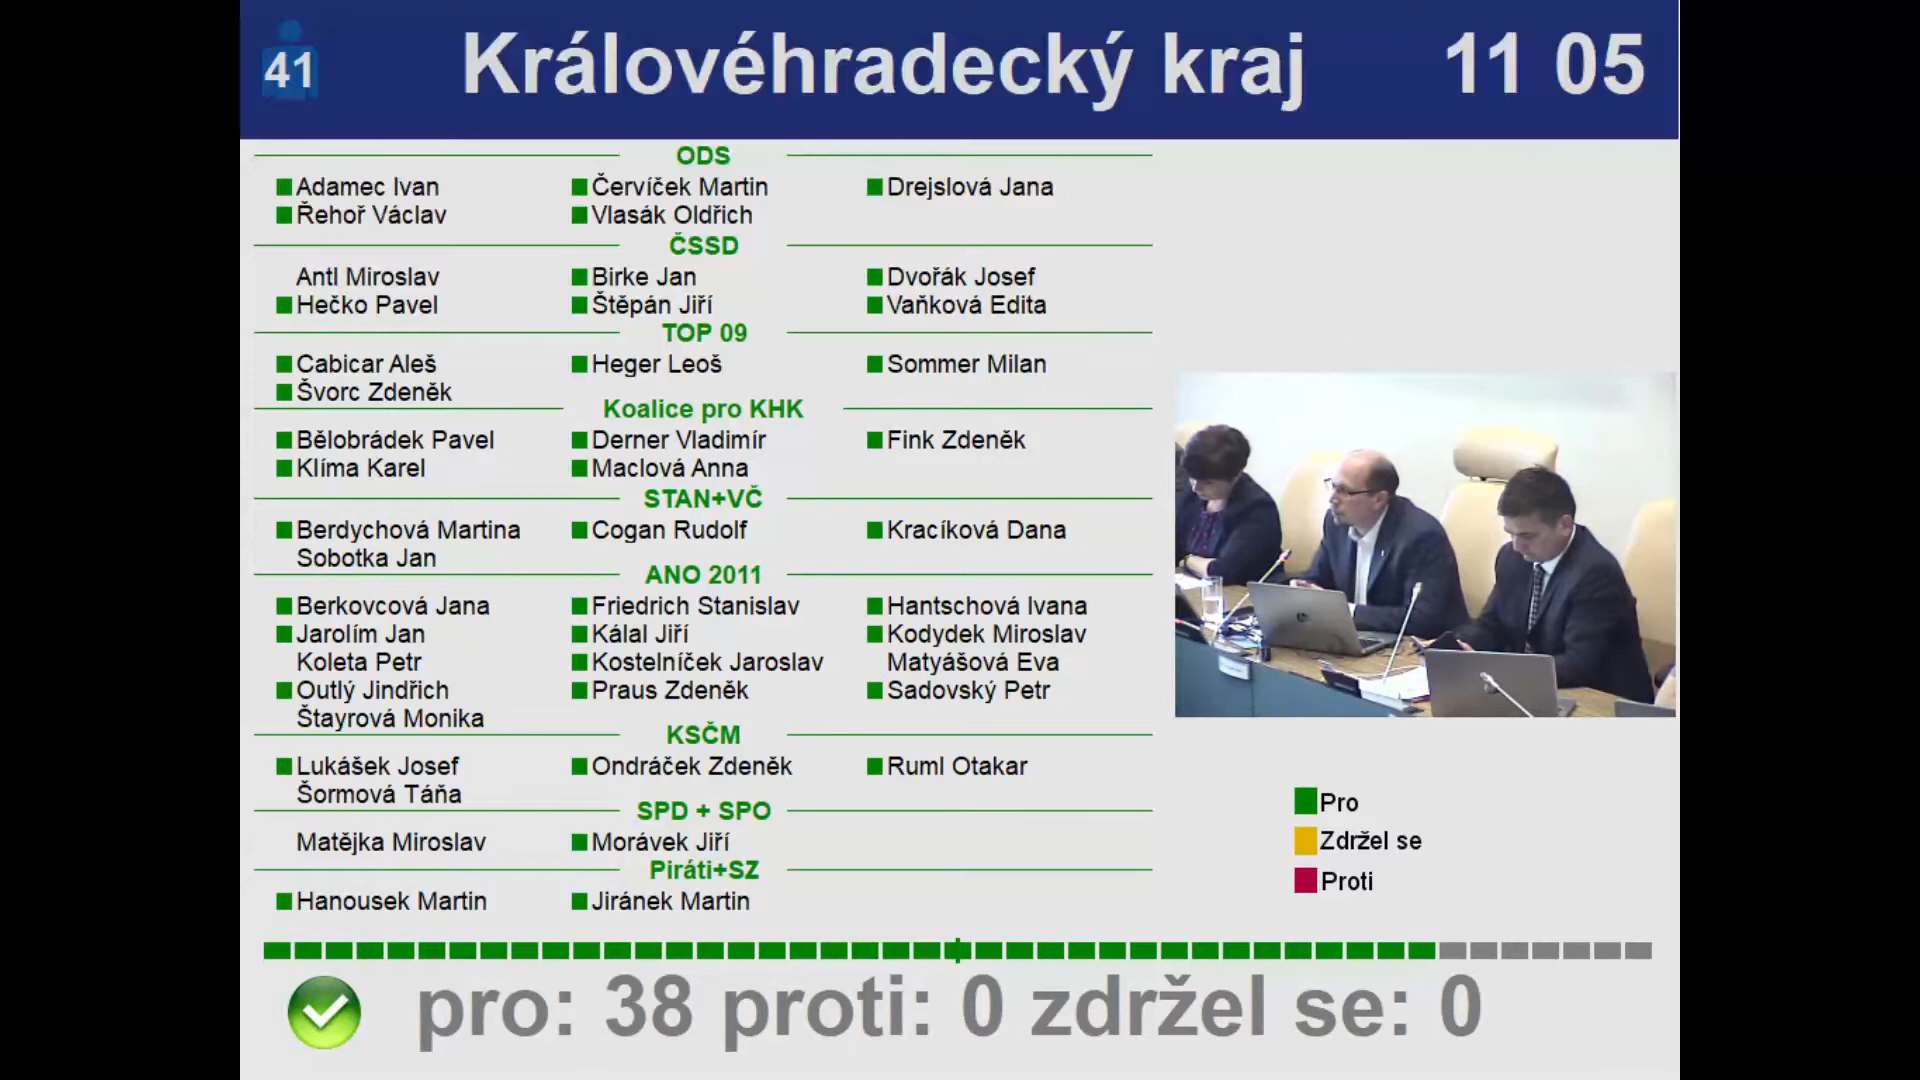 41 Královéhradecký kraj 11 05
ODS
Adamec Ivan Červíček Martin Drejslová Jana
Řehoř Václav Vlasák Oldřich
ČSSD
Antl Miroslav Birke Jan Dvořák Josef
Hečko Pavel Štěpán Jiří Vaňková Edita
TOP 09
Cabicar Aleš Heger Leoš Sommer Milan
Švorc Zdeněk
Koalice pro KHK
Bělobrádek Pavel Derner Vladimír Fink Zdeněk
Klíma Karel Maclová Anna
STAN+VČ
Berdychová Martina Cogan Rudolf Kracíková Dana
Sobotka Jan
ANO 2011
Berkovcová Jana Friedrich Stanislav Hantschová Ivana
Jarolím Jan Kálal Jiří Kodydek Miroslav
Koleta Petr Kostelníček Jaroslav Matyášová Eva
Outlý Jindřich Praus Zdeněk Sadovský Petr
Štayrová Monika
KSČM
Lukášek Josef Ondráček Zdeněk Ruml Otakar
Šormová Táňa
SPD + SPO
Matějka Miroslav Morávek Jiří
Piráti+SZ
Hanousek Martin Jiránek Martin
Pro
Zdržel se
Proti
pro: 38 proti: 0 zdržel se: 0